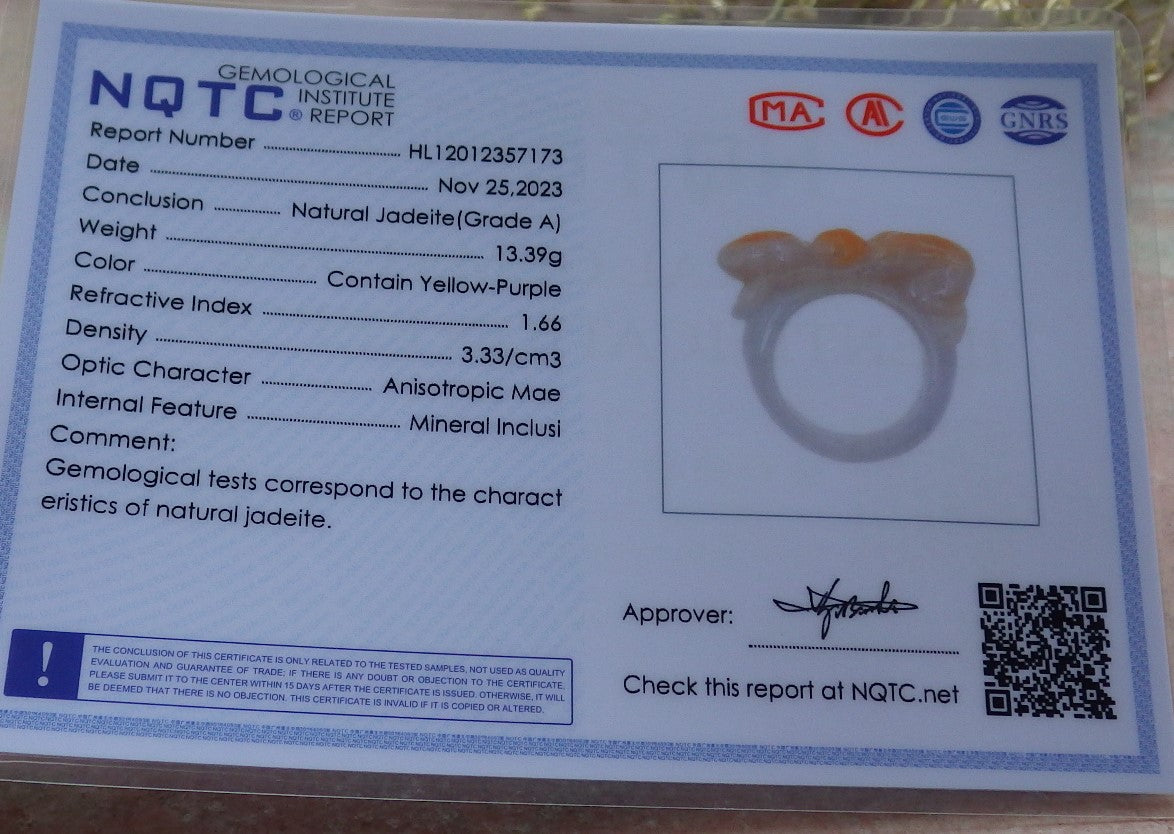 NQTC® GEMOLOGICAL INSTITUTE REPORT
Report Number HL12012357173
Date Nov 25,2023
Conclusion Natural Jadeite(Grade A)
Weight 13.39g
Color Contain Yellow-Purple
Refractive Index 1.66
Density 3.33/cm3
Optic Character Anisotropic Mae
Internal Feature Mineral Inclusi
Comment:
Gemological tests correspond to the charact
eristics of natural jadeite.
THE CONCLUSION OF THIS CERTIFICATE IS ONLY RELATED TO THE TESTED SAMPLES, NOT USED AS QUALITY
EVALUATION AND GUARANTEE OF TRADE; IF THERE IS ANY DOUBT OR OBJECTION TO THE CERTIFICATE,
PLEASE SUBMIT IT TO THE CENTER WITHIN 15 DAYS AFTER THE CERTIFICATE IS ISSUED. OTHERWISE, IT WILL
BE DEEMED THAT THERE IS NO OBJECTION. THIS CERTIFICATE IS INVALID IF IT IS COPIED OR ALTERED.
MA
GNRS
Approver:
Check this report at NQTC.net